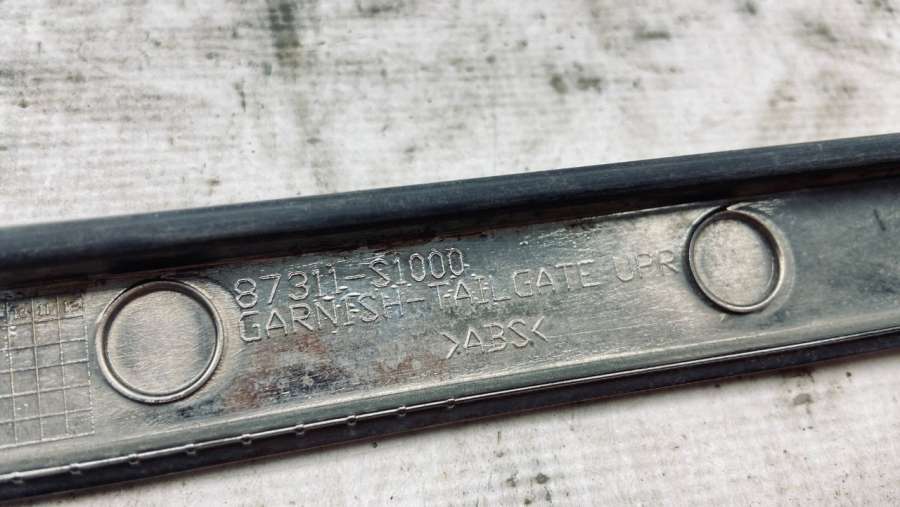 87311-S1000
GARNISH-TAILGATE UPR
>ABS<